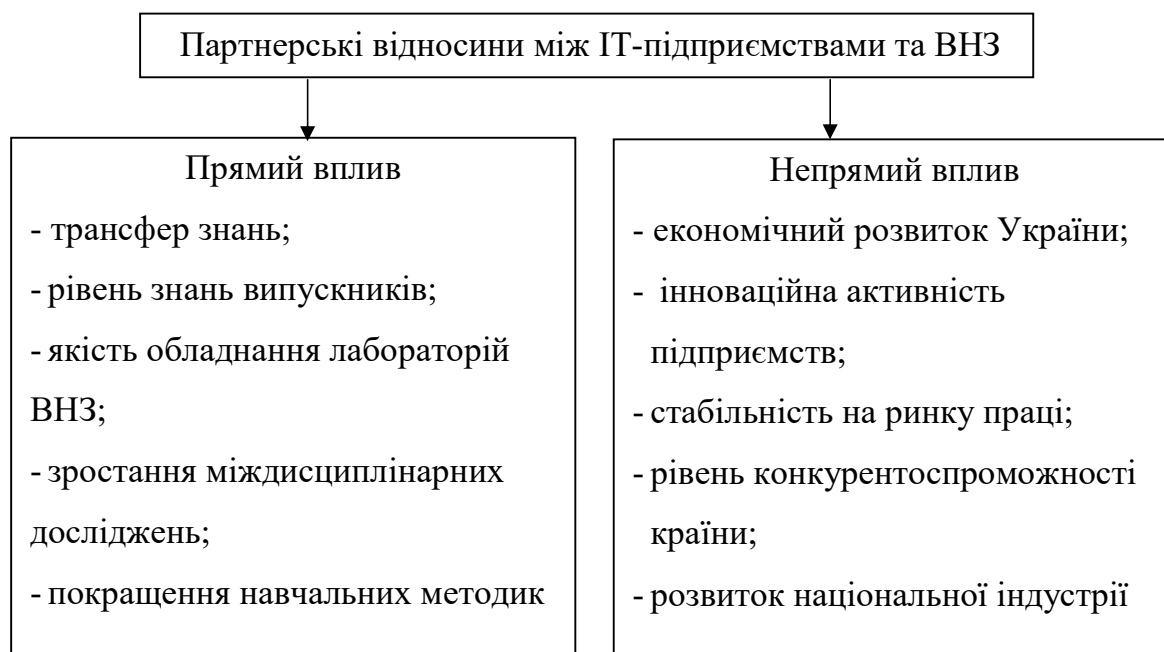 Партнерські відносини між ІТ-підприємствами та ВНЗ
Прямий вплив
- трансфер знань;
- рівень знань випускників;
- якість обладнання лабораторій
ВНЗ;
- зростання міждисциплінарних
досліджень;
- покращення навчальних методик
Непрямий вплив
- економічний розвиток України;
- інноваційна активність
підприємств;
- стабільність на ринку праці;
- рівень конкурентоспроможності
країни;
- розвиток національної індустрії